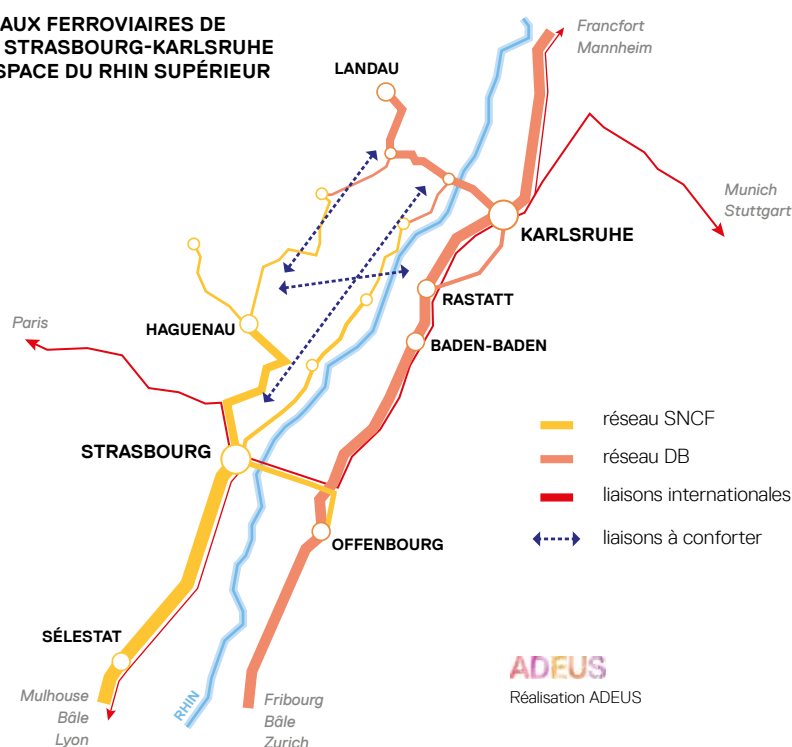 AUX FERROVIAIRES DE
STRASBOURG-KARLSRUHE
SPACE DU RHIN SUPÉRIEUR
Francfort
Mannheim
LANDAU
Munich
Stuttgart
KARLSRUHE
RASTATT
HAGUENAU
Paris
BADEN-BADEN
STRASBOURG
réseau SNCF
réseau DB
liaisons internationales
liaisons à conforter
OFFENBOURG
SÉLESTAT
Mulhouse
Bâle
Lyon
RHIN
Fribourg
Bâle
Zurich
ADEUS
Réalisation ADEUS